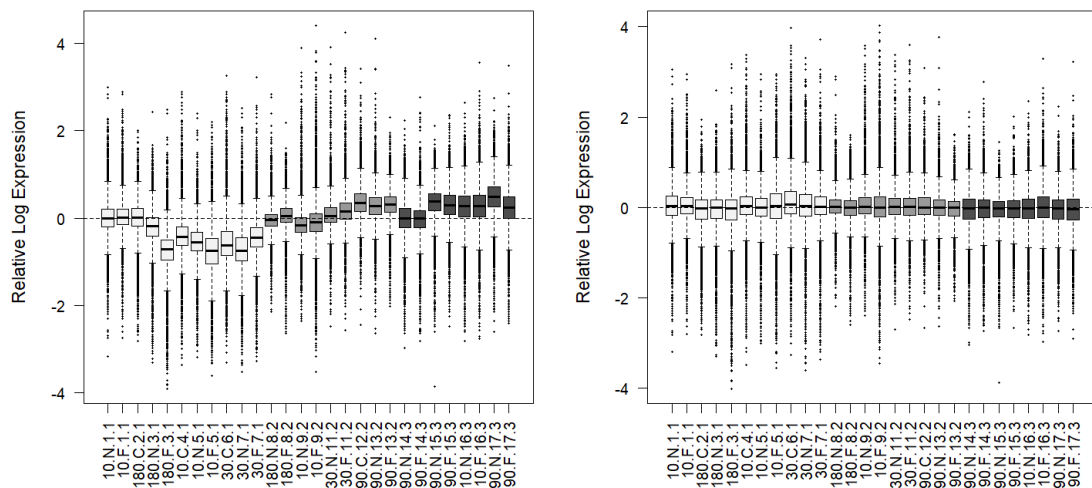 Relative Log Expression
4
2
0
-2
-4
10.N.1.1
10.F.1.1
180.C.2.1
180.N.3.1
180.F.3.1
10.C.4.1
10.N.5.1
10.F.5.1
30.C.6.1
30.N.7.1
30.F.7.1
180.N.8.2
180.F.8.2
10.N.9.2
10.F.9.2
30.N.11.2
30.F.11.2
90.C.12.2
90.N.13.2
90.F.13.2
90.N.14.3
90.F.14.3
90.N.15.3
90.F.15.3
10.N.16.3
10.F.16.3
90.N.17.3
90.F.17.3
Relative Log Expression
4
2
0
-2
-4
10.N.1.1
10.F.1.1
180.C.2.1
180.N.3.1
180.F.3.1
10.C.4.1
10.N.5.1
10.F.5.1
30.C.6.1
30.N.7.1
30.F.7.1
180.N.8.2
180.F.8.2
10.N.9.2
10.F.9.2
30.N.11.2
30.F.11.2
90.C.12.2
90.N.13.2
90.F.13.2
90.N.14.3
90.F.14.3
90.N.15.3
90.F.15.3
10.N.16.3
10.F.16.3
90.N.17.3
90.F.17.3